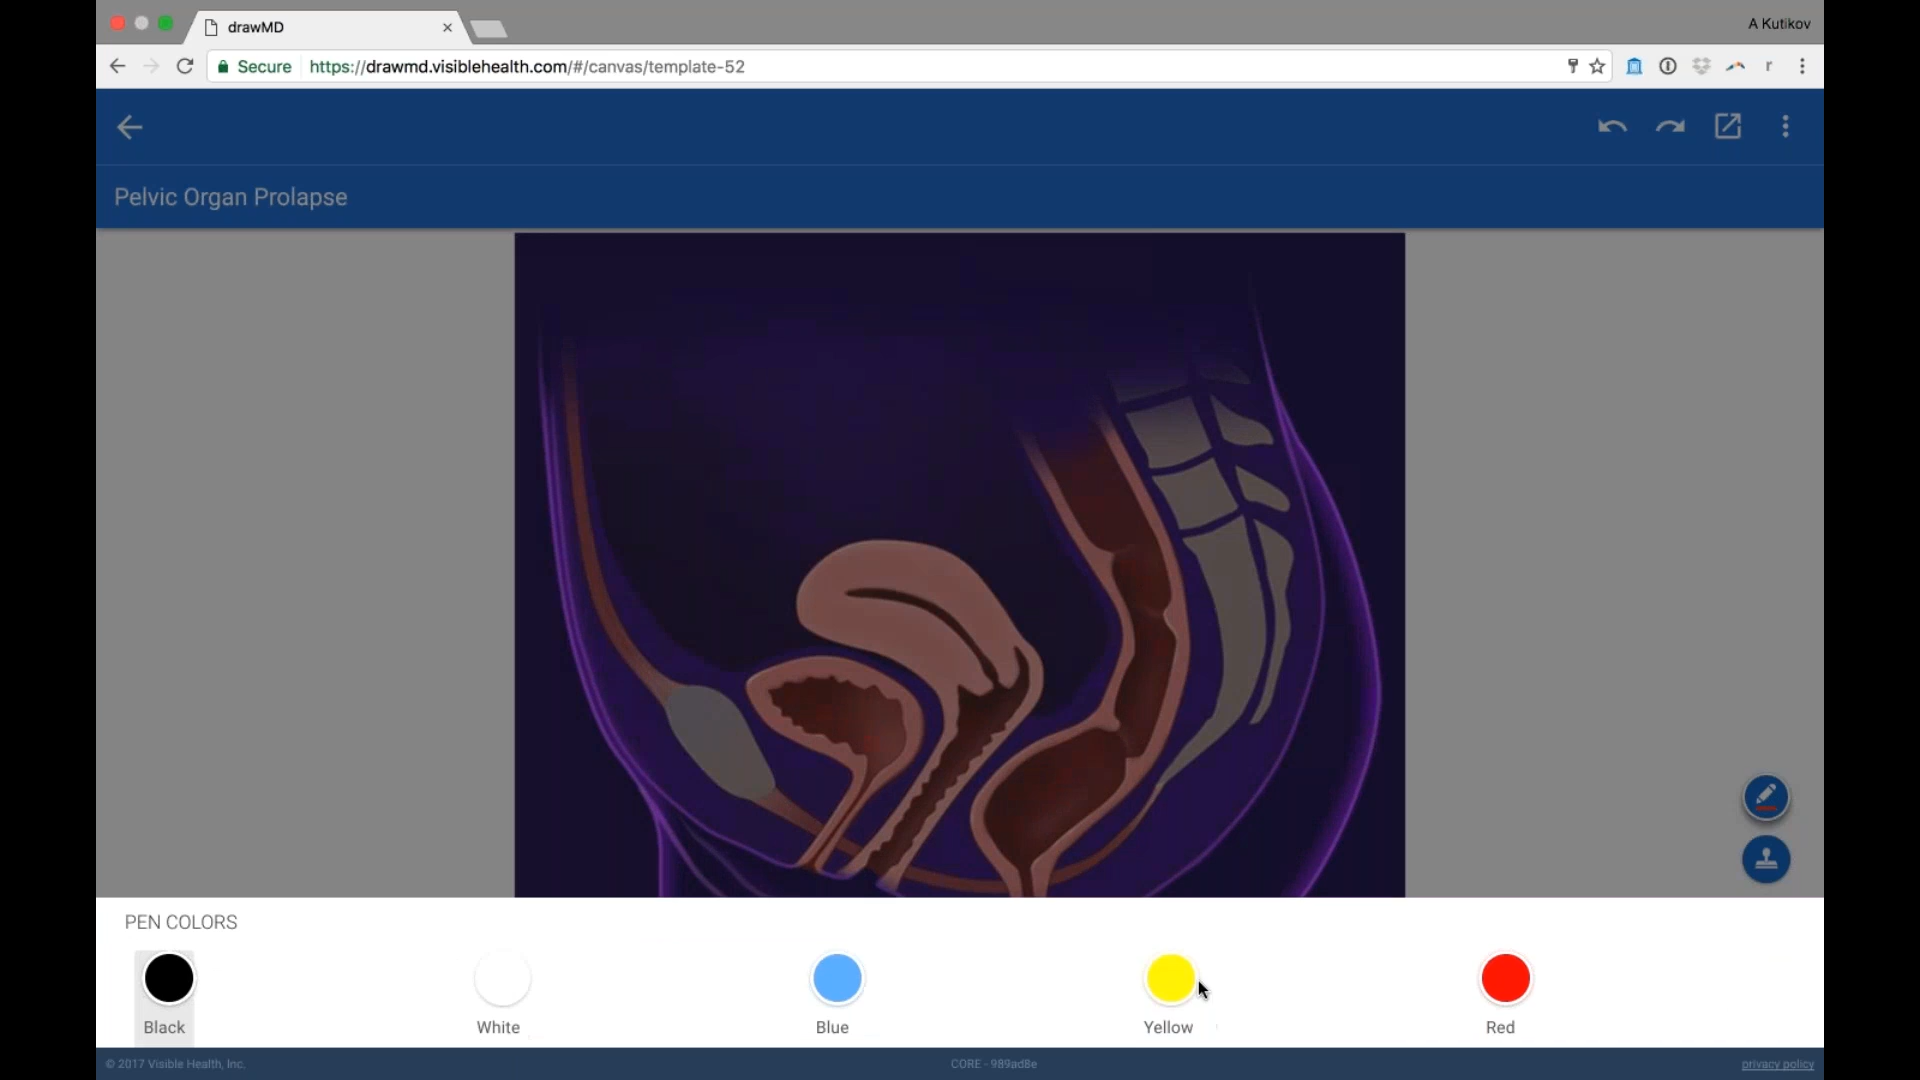 drawMD
A Kutikov
Secure https://drawmd.visiblehealth.com/#/canvas/template-52
r
Pelvic Organ Prolapse
PEN COLORS
Black White Blue Yellow Red
© 2017 Visible Health, Inc. CORE - 989ad8e privacy policy